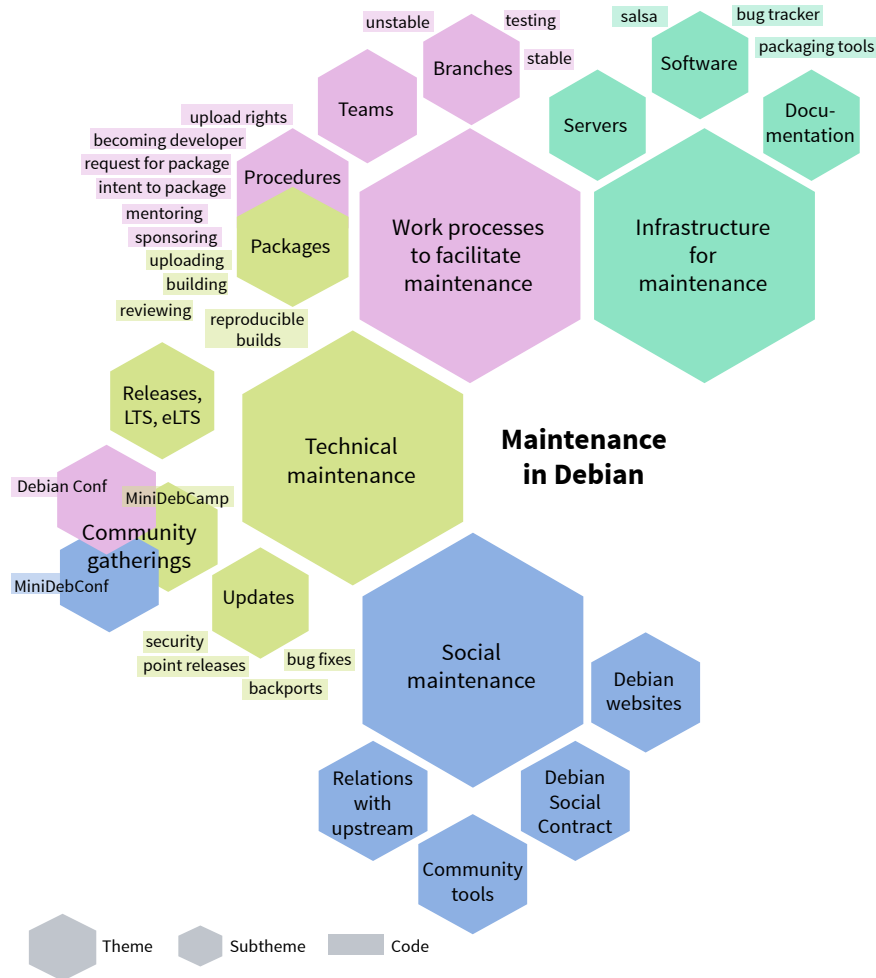 unstable
testing
Branches
stable
Teams
salsa
bug tracker
Software
packaging tools
Servers
Docu-
mentation
upload rights
becoming developer
request for package
intent to package
mentoring
sponsoring
Procedures
Packages
uploading
building
reviewing
reproducible
builds
Work processes
to facilitate
maintenance
Infrastructure
for
maintenance
Releases,
LTS, eLTS
Technical
maintenance
Maintenance
in Debian
Debian Conf
MiniDebCamp
Community
gatherings
MiniDebConf
Updates
security
point releases
bug fixes
backports
Social
maintenance
Debian
websites
Relations
with
upstream
Debian
Social
Contract
Community
tools
Theme
Subtheme
Code